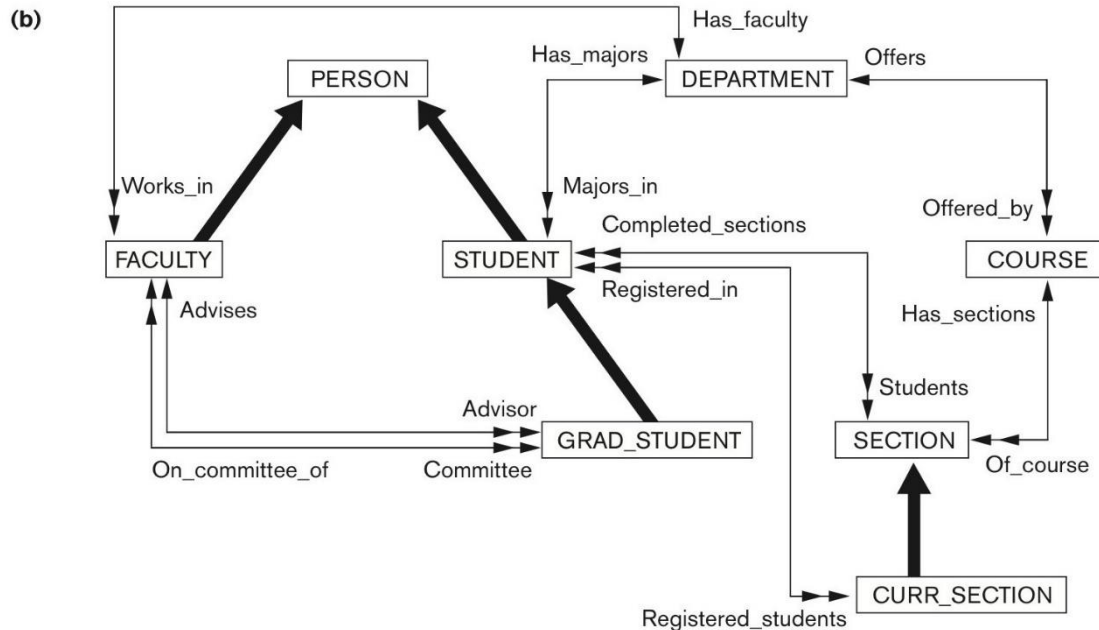 (b)
Has_faculty
Has_majors
Offers
PERSON
DEPARTMENT
Works_in
Majors_in
Completed_sections
Offered_by
FACULTY
STUDENT
COURSE
Advises
Registered_in
Has_sections
Students
Advisor
GRAD_STUDENT
SECTION
On_committee_of
Committee
Of_course
CURR_SECTION
Registered_students